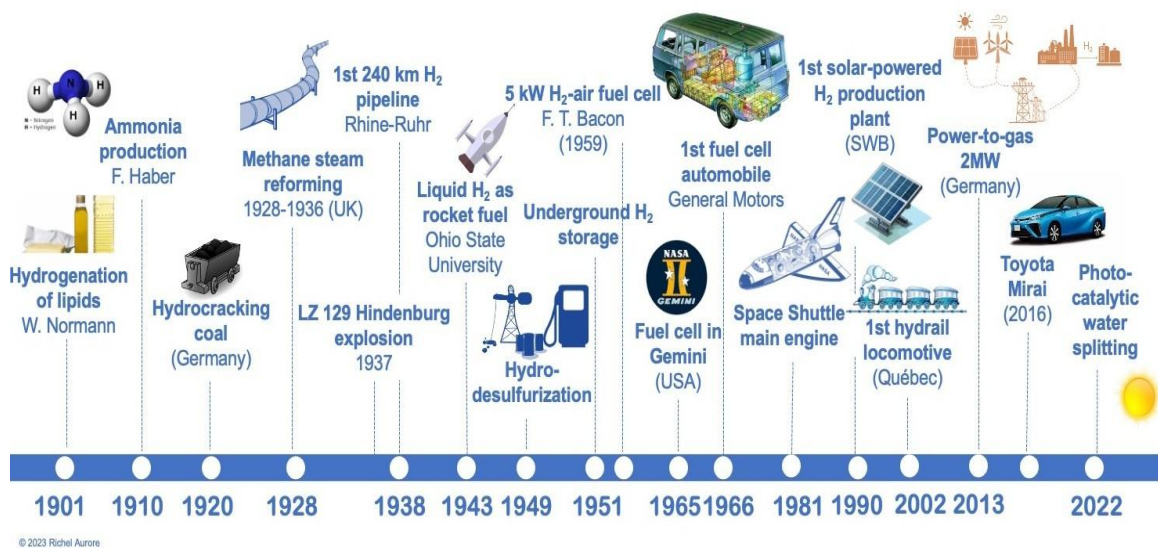 N
H
H
H
N - Nitrogen
H - Hydrogen
Ammonia
production
F. Haber
Hydrogenation
of lipids
W. Normann
Hydrocracking
coal
(Germany)
Methane steam
reforming
1928-1936 (UK)
1st 240 km H₂
pipeline
Rhine-Ruhr
LZ 129 Hindenburg
explosion
1937
Liquid H₂ as
rocket fuel
Ohio State
University
Hydro-
desulfurization
5 kW H₂-air fuel cell
F. T. Bacon
(1959)
Underground H₂
storage
NASA
II
GEMINI
Fuel cell in
Gemini
(USA)
1st fuel cell
automobile
General Motors
Space Shuttle
main engine
1st solar-powered
H₂ production
plant
(SWB)
1st hydrail
locomotive
(Québec)
H₂
Power-to-gas
2MW
(Germany)
Toyota
Mirai
(2016)
Photo-
catalytic
water
splitting
1901 1910 1920 1928 1938 1943 1949 1951 1965 1966 1981 1990 2002 2013 2022
© 2023 Richel Aurore